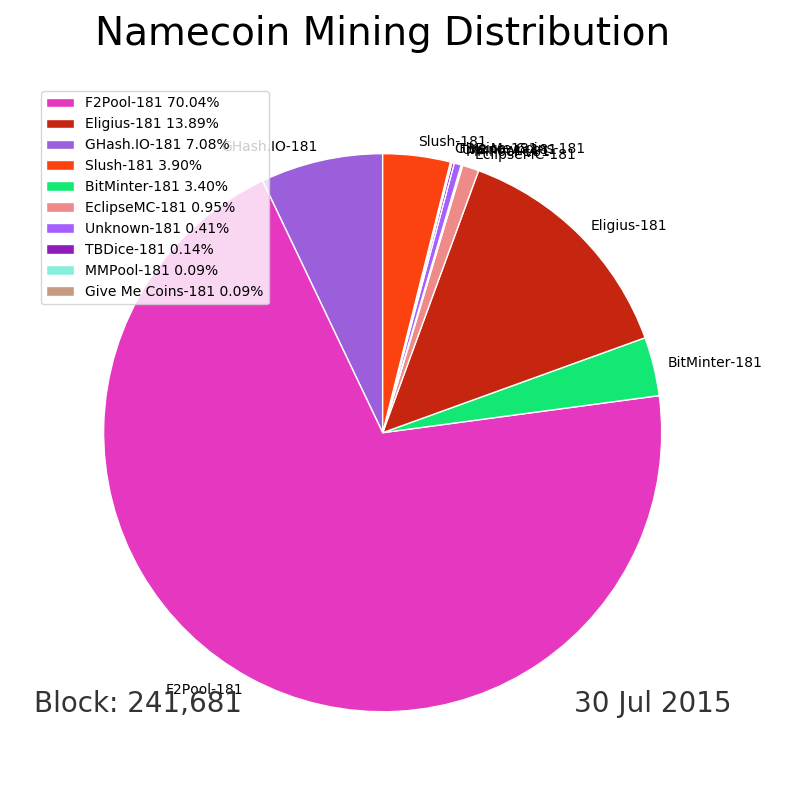 Namecoin Mining Distribution
F2Pool-181 70.04%
Eligius-181 13.89%
GHash.IO-181 7.08%
Slush-181 3.90%
BitMinter-181 3.40%
EclipseMC-181 0.95%
Unknown-181 0.41%
TBDice-181 0.14%
MMPool-181 0.09%
Give Me Coins-181 0.09%
GHash.IO-181
Slush-181
EclipseMC-181
Eligius-181
BitMinter-181
F2Pool-181
Block: 241,681
30 Jul 2015